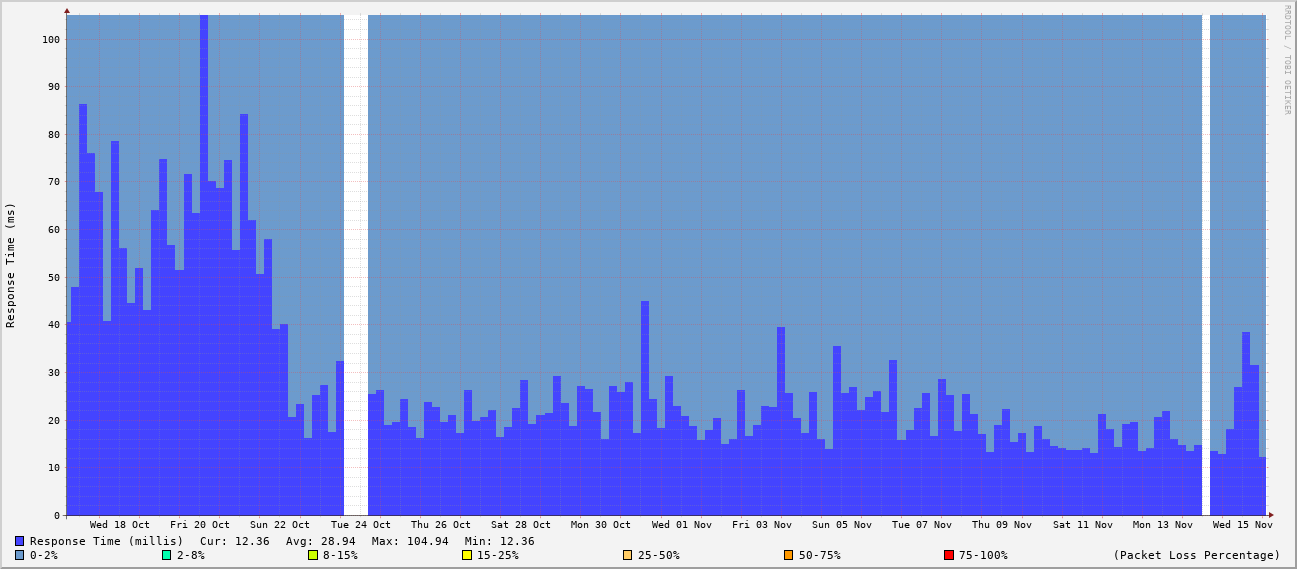 RRDTOOL / TOBI OETIKER
Response Time (ms)
100
90
80
70
60
50
40
30
20
10
0
Wed 18 Oct Fri 20 Oct Sun 22 Oct Tue 24 Oct Thu 26 Oct Sat 28 Oct Mon 30 Oct Wed 01 Nov Fri 03 Nov Sun 05 Nov Tue 07 Nov Thu 09 Nov Sat 11 Nov Mon 13 Nov Wed 15 Nov
Response Time (millis) Cur: 12.36 Avg: 28.94 Max: 104.94 Min: 12.36
0-2% 2-8% 8-15% 15-25% 25-50% 50-75% 75-100% (Packet Loss Percentage)